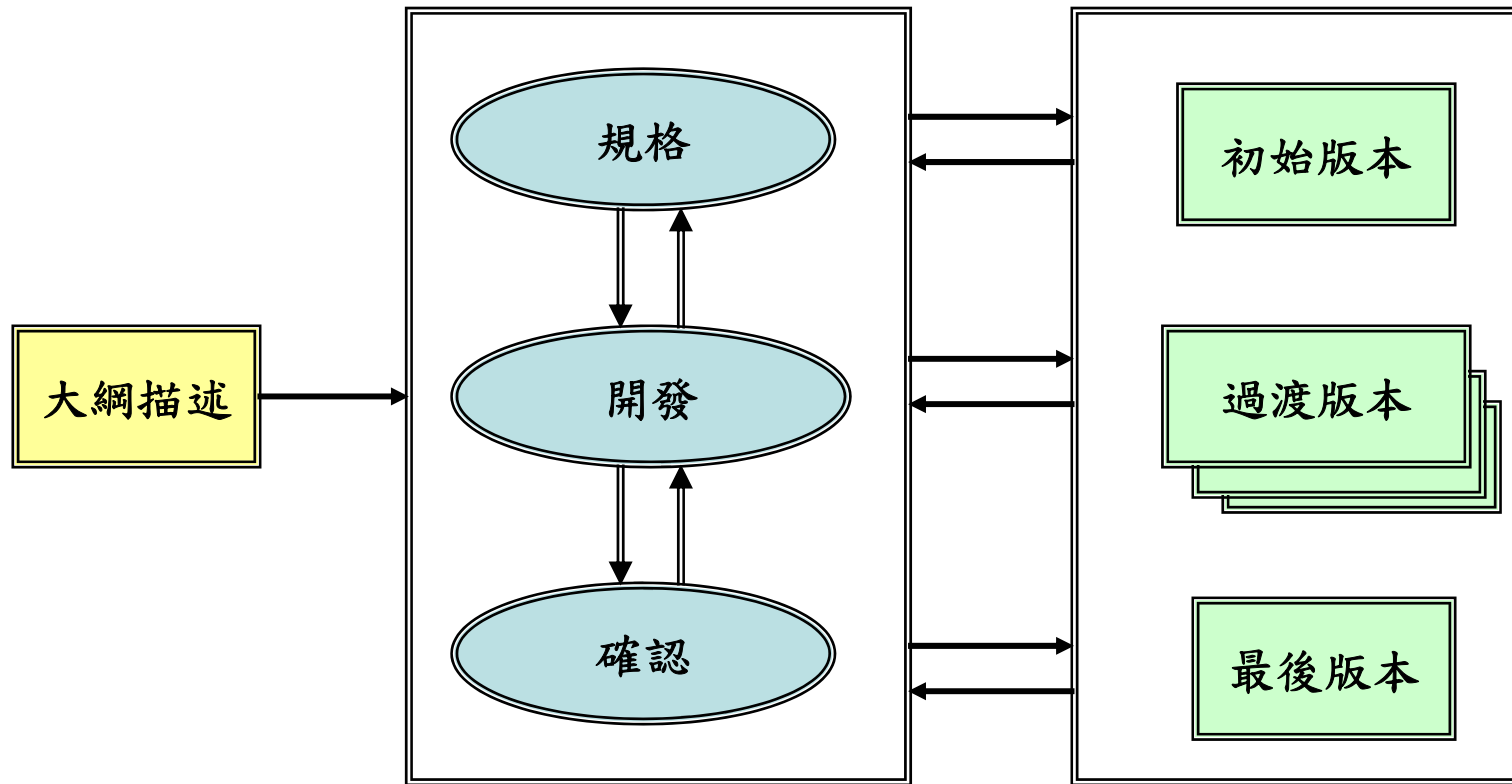 規格
初始版本
大綱描述
開發
過渡版本
確認
最後版本